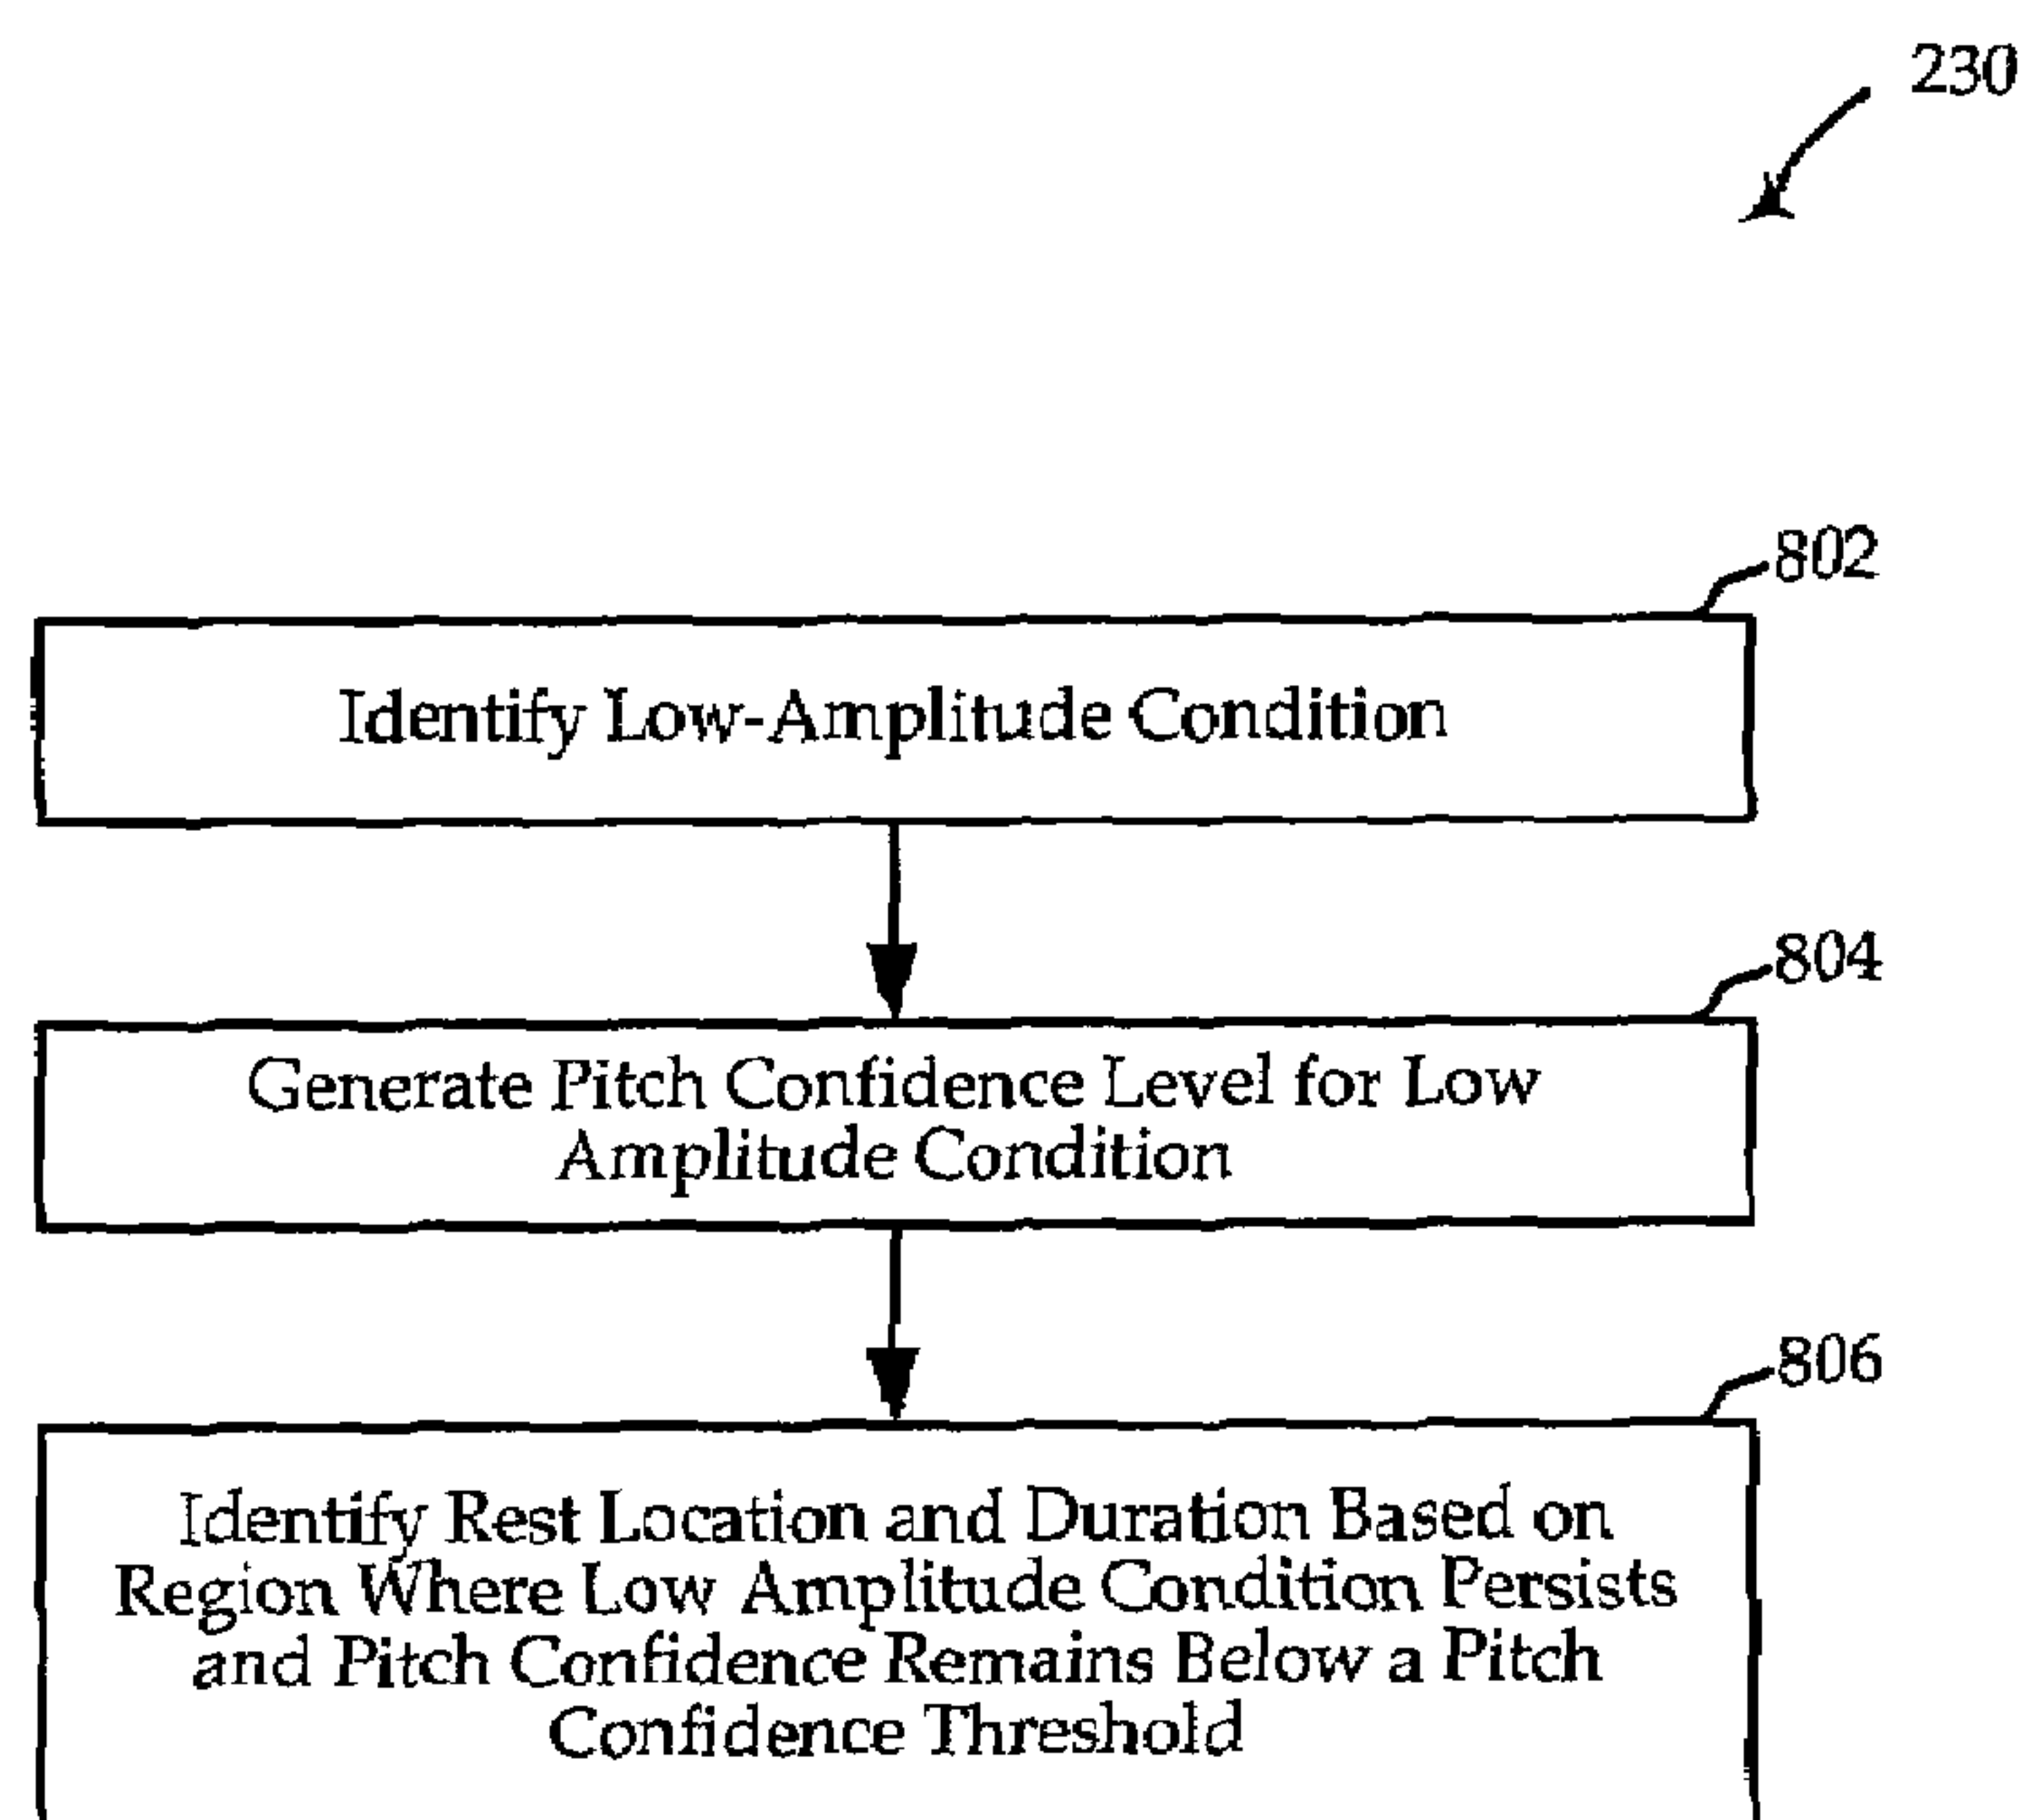 230
802
Identify Low-Amplitude Condition
804
Generate Pitch Confidence Level for Low
Amplitude Condition
806
Identify Rest Location and Duration Based on
Region Where Low Amplitude Condition Persists
and Pitch Confidence Remains Below a Pitch
Confidence Threshold